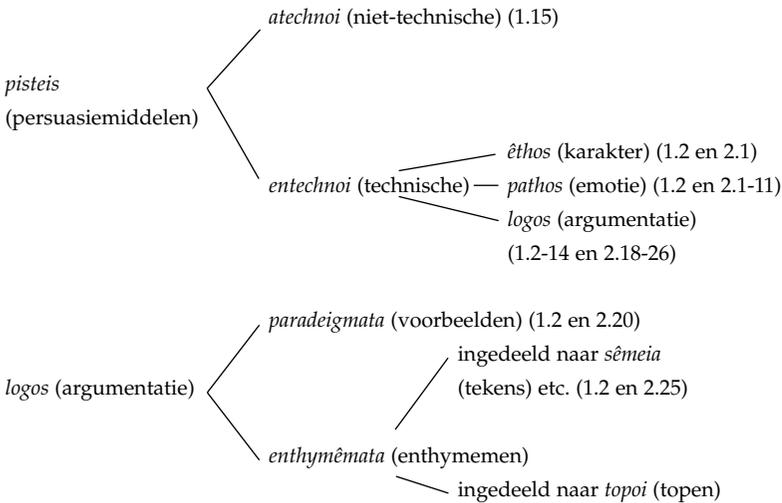 atechnoi (niet-technische) (1.15)
pisteis
(persuasiemiddelen)
êthos (karakter) (1.2 en 2.1)
entechnoi (technische)
pathos (emotie) (1.2 en 2.1-11)
logos (argumentatie)
(1.2-14 en 2.18-26)
paradeigmata (voorbeelden) (1.2 en 2.20)
ingedeeld naar sêmeia
logos (argumentatie)
(tekens) etc. (1.2 en 2.25)
enthymêmata (enthymemen)
ingedeeld naar topoi (topen)